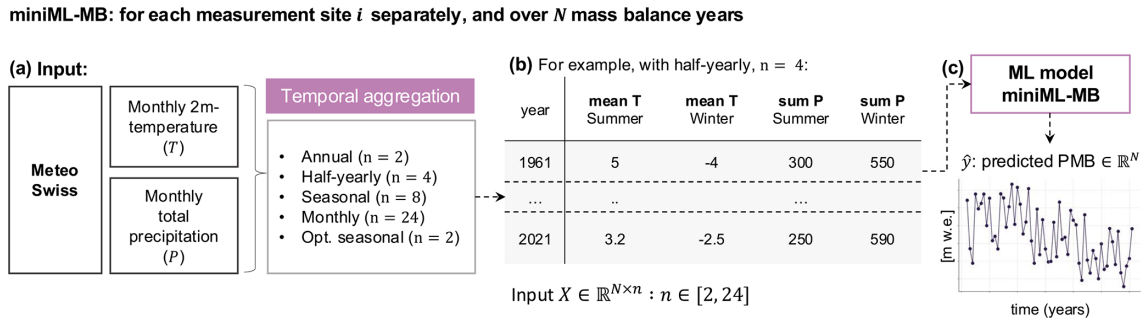 miniML-MB: for each measurement site i separately, and over N mass balance years
(a) Input:
Meteo
Swiss
Monthly 2m-
temperature
(T)
Monthly
total
precipitation
(P)
Temporal aggregation
• Annual (n = 2)
• Half-yearly (n = 4)
• Seasonal (n = 8)
• Monthly (n = 24)
• Opt. seasonal (n = 2)
(b) For example, with half-yearly, n = 4:
year mean T Summer mean T Winter sum P Summer sum P Winter
1961 5 -4 300 550
... .. ...
2021 3.2 -2.5 250 590
Input X ∈ ℝ^{N×n} : n ∈ [2, 24]
(c)
ML model
miniML-MB
ŷ: predicted PMB ∈ ℝ^N
[m w.e.]
time (years)